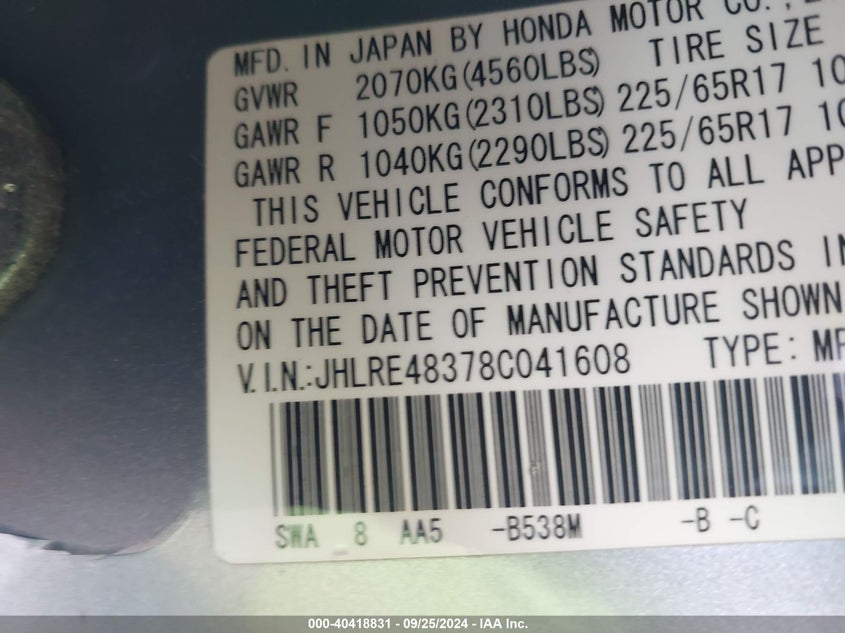 MFD. IN JAPAN BY HONDA MOTOR CO.,
TIRE SIZE
GVWR 2070KG(4560LBS)
GAWR F 1050KG(2310LBS) 225/65R17
GAWR R 1040KG(2290LBS) 225/65R17
THIS VEHICLE CONFORMS TO ALL
FEDERAL MOTOR VEHICLE SAFETY
AND THEFT PREVENTION STANDARDS
ON THE DATE OF MANUFACTURE SHOWN
V.I.N.:JHLRE48378C041608 TYPE:
SWA 8 AA5 -B538M -B -C
000-40418831 - 09/25/2024 - IAA Inc.